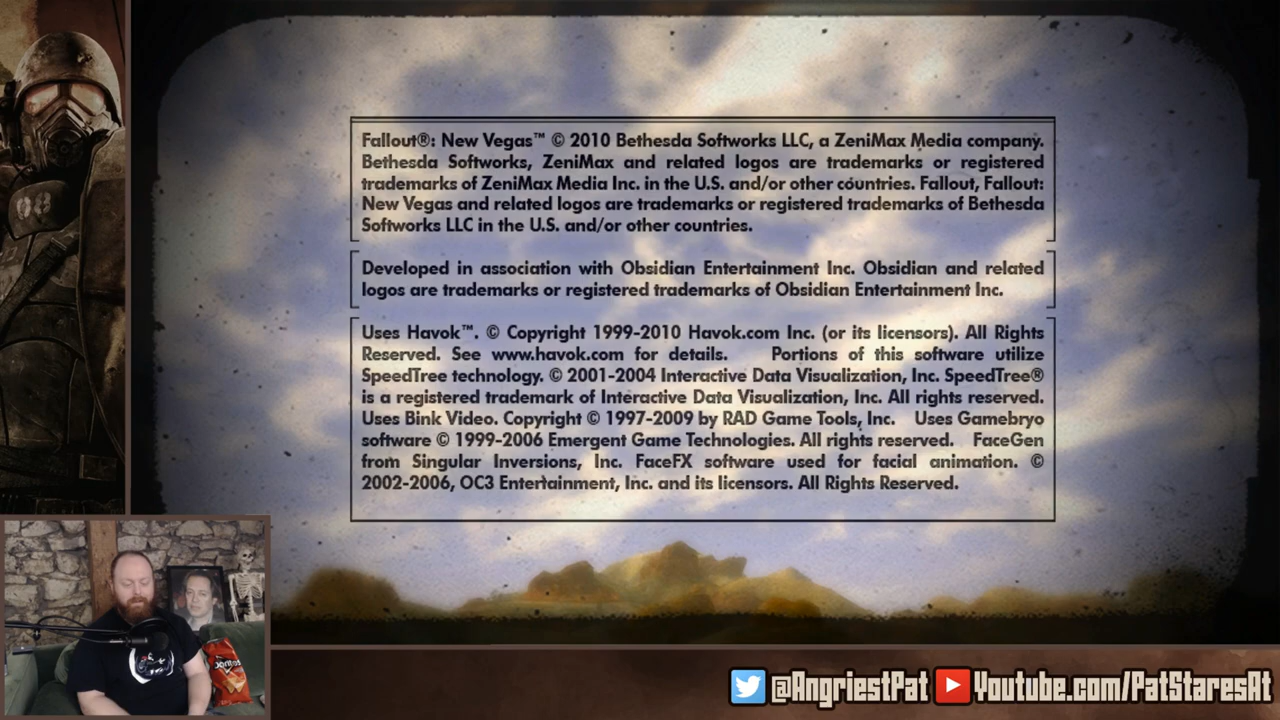 Fallout®: New Vegas™ © 2010 Bethesda Softworks LLC, a ZeniMax Media company.
Bethesda Softworks, ZeniMax and related logos are trademarks or registered
trademarks of ZeniMax Media Inc. in the U.S. and/or other countries. Fallout, Fallout:
New Vegas and related logos are trademarks or registered trademarks of Bethesda
Softworks LLC in the U.S. and/or other countries.
Developed in association with Obsidian Entertainment Inc. Obsidian and related
logos are trademarks or registered trademarks of Obsidian Entertainment Inc.
Uses Havok™. © Copyright 1999-2010 Havok.com Inc. (or its licensors). All Rights
Reserved. See www.havok.com for details. Portions of this software utilize
SpeedTree technology. © 2001-2004 Interactive Data Visualization, Inc. SpeedTree®
is a registered trademark of Interactive Data Visualization, Inc. All rights reserved.
Uses Bink Video. Copyright © 1997-2009 by RAD Game Tools, Inc. Uses Gamebryo
software © 1999-2006 Emergent Game Technologies. All rights reserved. FaceGen
from Singular Inversions, Inc. FaceFX software used for facial animation. ©
2002-2006, OC3 Entertainment, Inc. and its licensors. All Rights Reserved.
Doritos
@AngriestPat Youtube.com/PatStaresAt